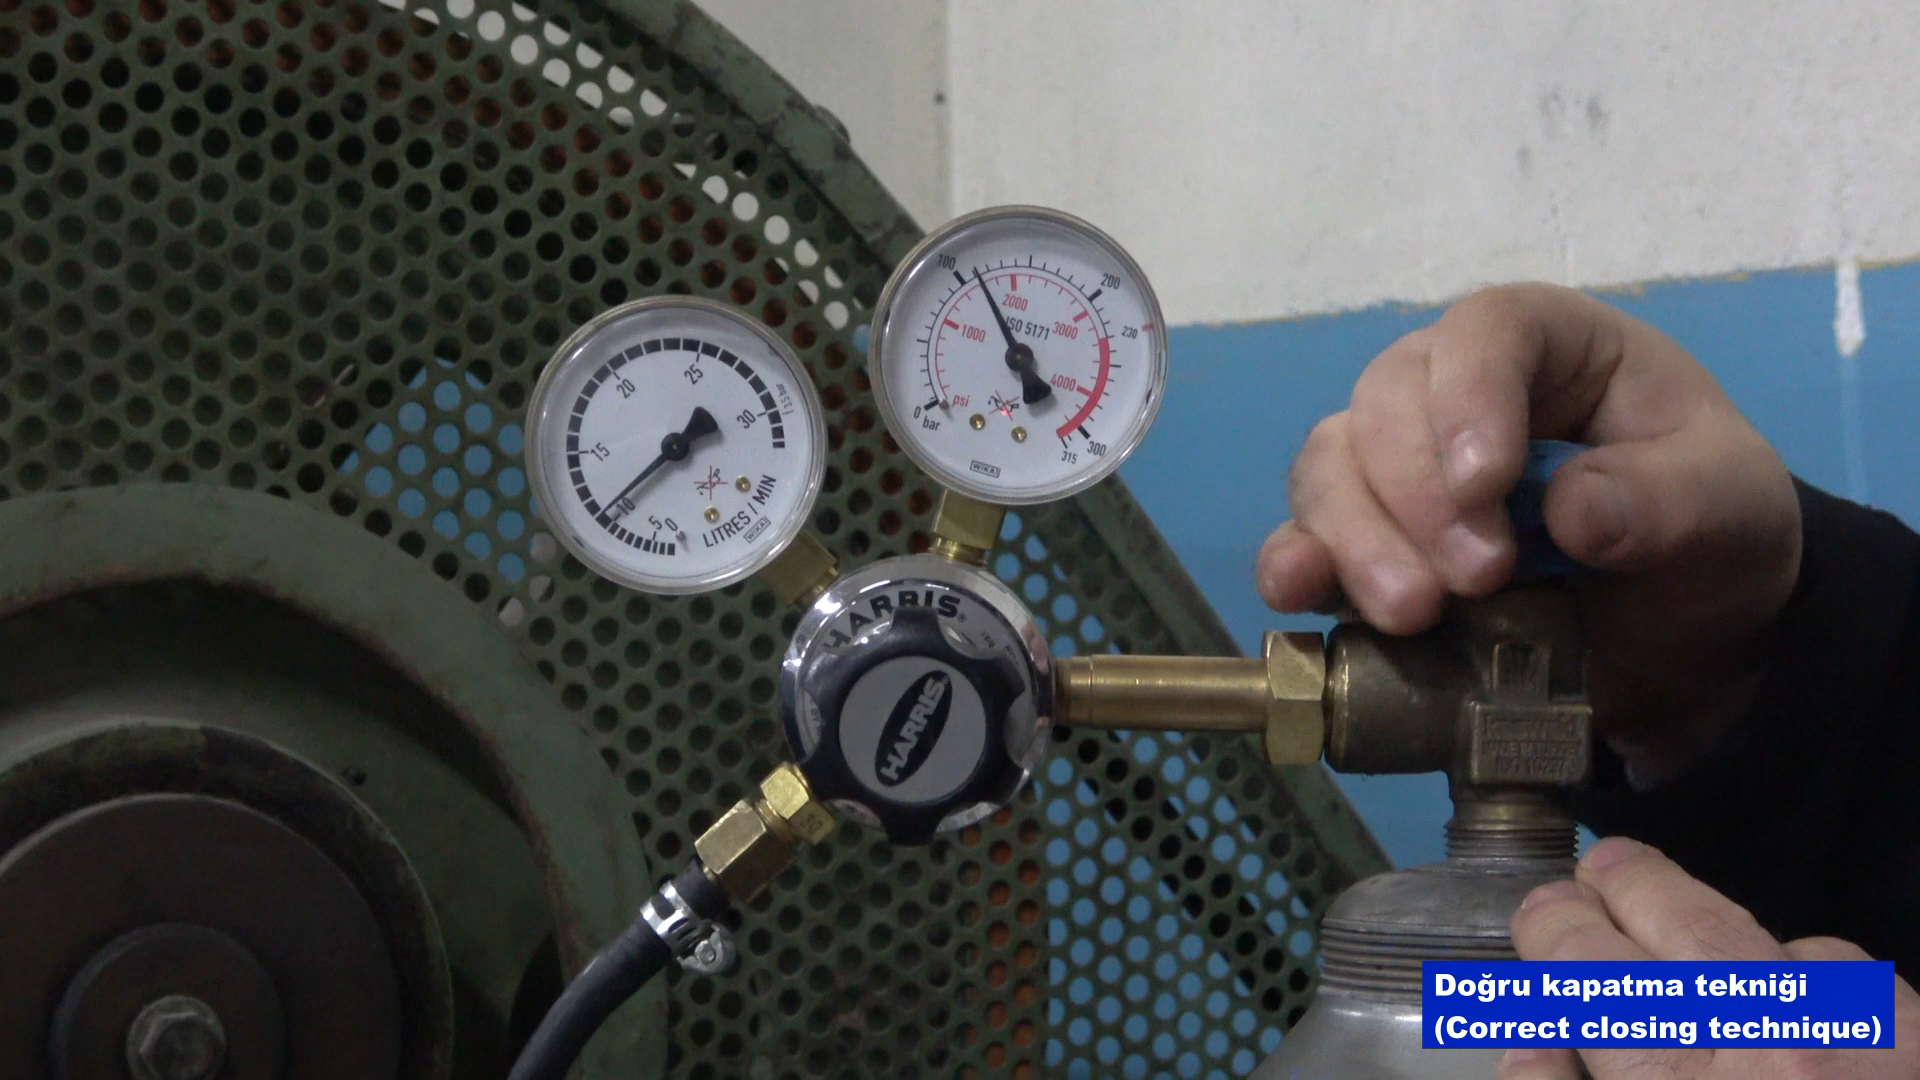 100
200
2000
ISO 5171
3000
230
1000
4000
0
psi
bar
300
315
WIKA
25
20
30
15
10
5
0
LITRES / MIN
WIKA
HARRIS®
HARRIS
Doğru kapatma tekniği
(Correct closing technique)